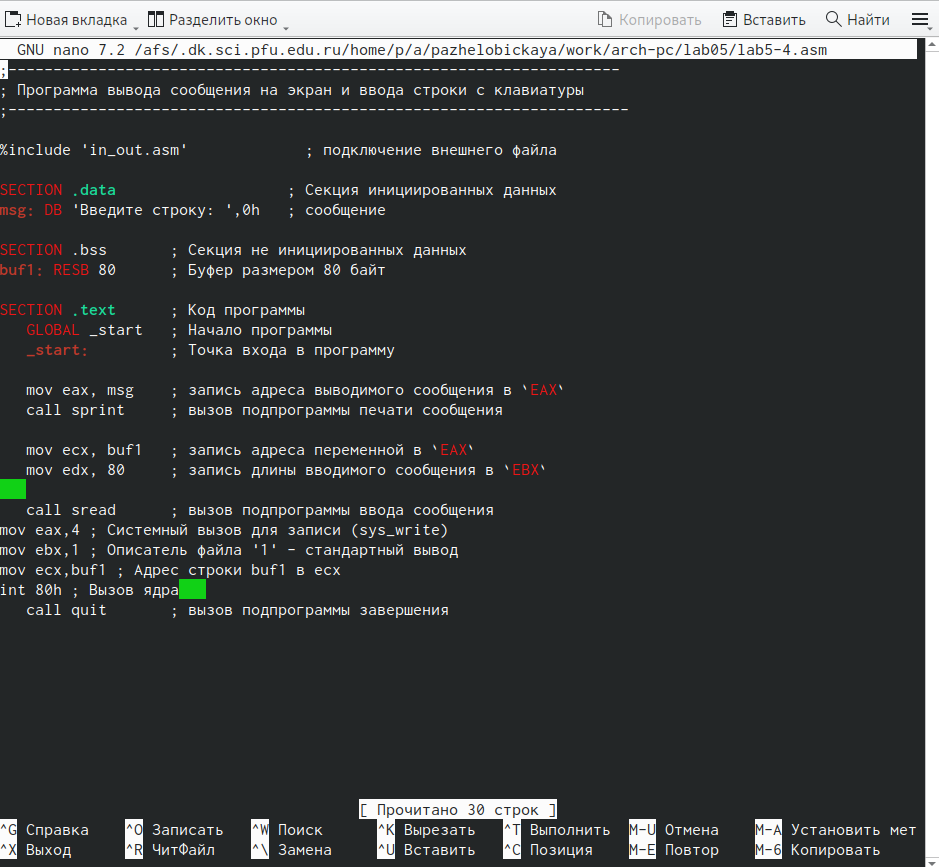 Новая вкладка Разделить окно Копировать Вставить Найти
GNU nano 7.2 /afs/.dk.sci.pfu.edu.ru/home/p/a/pazhelobickaya/work/arch-pc/lab05/lab5-4.asm
;--------------------------------------------------------------------
; Программа вывода сообщения на экран и ввода строки с клавиатуры
;---------------------------------------------------------------------
%include 'in_out.asm' ; подключение внешнего файла
SECTION .data ; Секция инициированных данных
msg: DB 'Введите строку: ',0h ; сообщение
SECTION .bss ; Секция не инициированных данных
buf1: RESB 80 ; Буфер размером 80 байт
SECTION .text ; Код программы
GLOBAL _start ; Начало программы
_start: ; Точка входа в программу
mov eax, msg ; запись адреса выводимого сообщения в `EAX`
call sprint ; вызов подпрограммы печати сообщения
mov ecx, buf1 ; запись адреса переменной в `EAX`
mov edx, 80 ; запись длины вводимого сообщения в `EBX`
call sread ; вызов подпрограммы ввода сообщения
mov eax,4 ; Системный вызов для записи (sys_write)
mov ebx,1 ; Описатель файла '1' - стандартный вывод
mov ecx,buf1 ; Адрес строки buf1 в ecx
int 80h ; Вызов ядра
call quit ; вызов подпрограммы завершения
[ Прочитано 30 строк ]
^G Справка ^O Записать ^W Поиск ^K Вырезать ^T Выполнить M-U Отмена M-A Установить мет
^X Выход ^R ЧитФайл ^\ Замена ^U Вставить ^C Позиция M-E Повтор M-6 Копировать